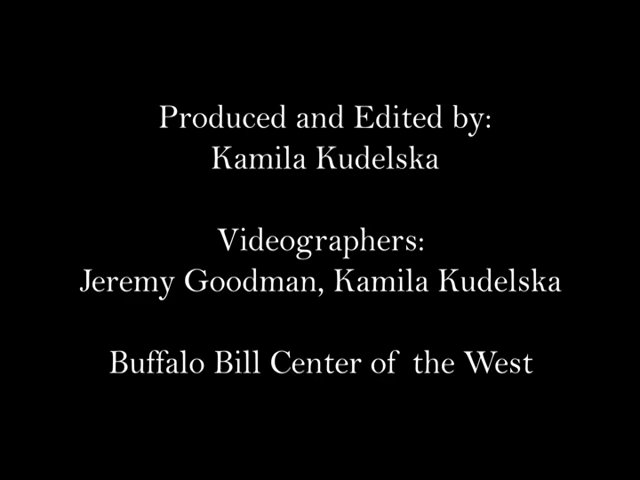 Produced and Edited by:
Kamila Kudelska
Videographers:
Jeremy Goodman, Kamila Kudelska
Buffalo Bill Center of the West